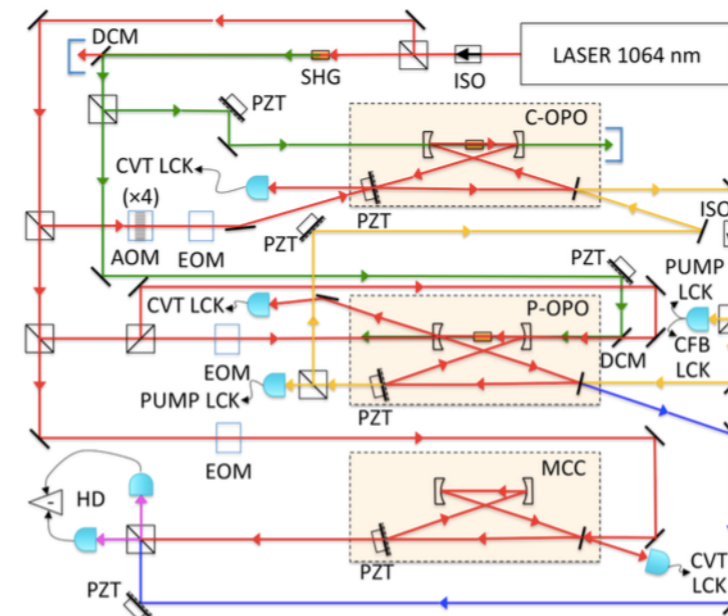 DCM
SHG
ISO
LASER 1064 nm
PZT
C-OPO
CVT LCK
(×4)
AOM
EOM
PZT
PZT
ISO
PZT
PUMP
LCK
CVT LCK
P-OPO
CFB
LCK
DCM
EOM
PUMP LCK
PZT
EOM
MCC
HD
-
PZT
CVT
LCK
PZT